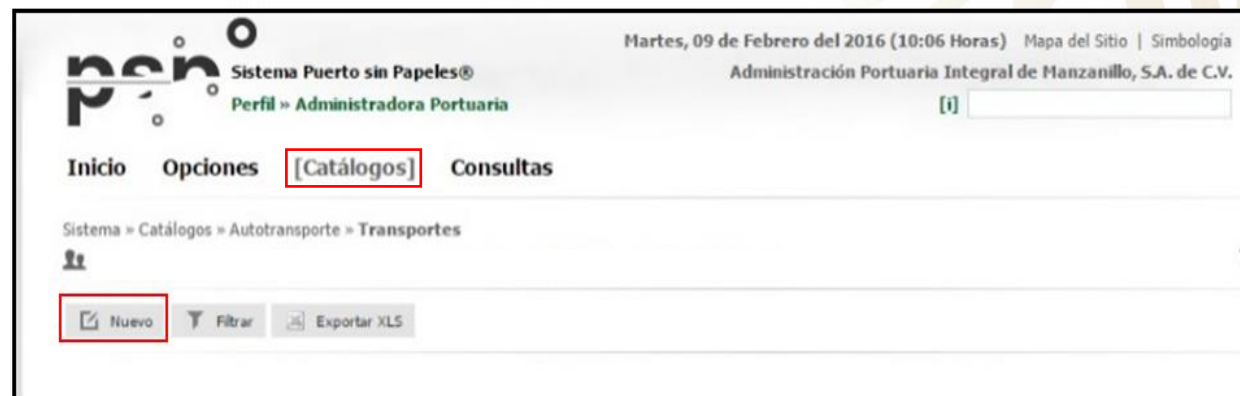 Martes, 09 de Febrero del 2016 (10:06 Horas) Mapa del Sitio | Simbología
psp
Sistema Puerto sin Papeles®
Administración Portuaria Integral de Manzanillo, S.A. de C.V.
Perfil » Administradora Portuaria
[i]
Inicio Opciones [Catálogos] Consultas
Sistema » Catálogos » Autotransporte » Transportes
Nuevo Filtrar Exportar XLS